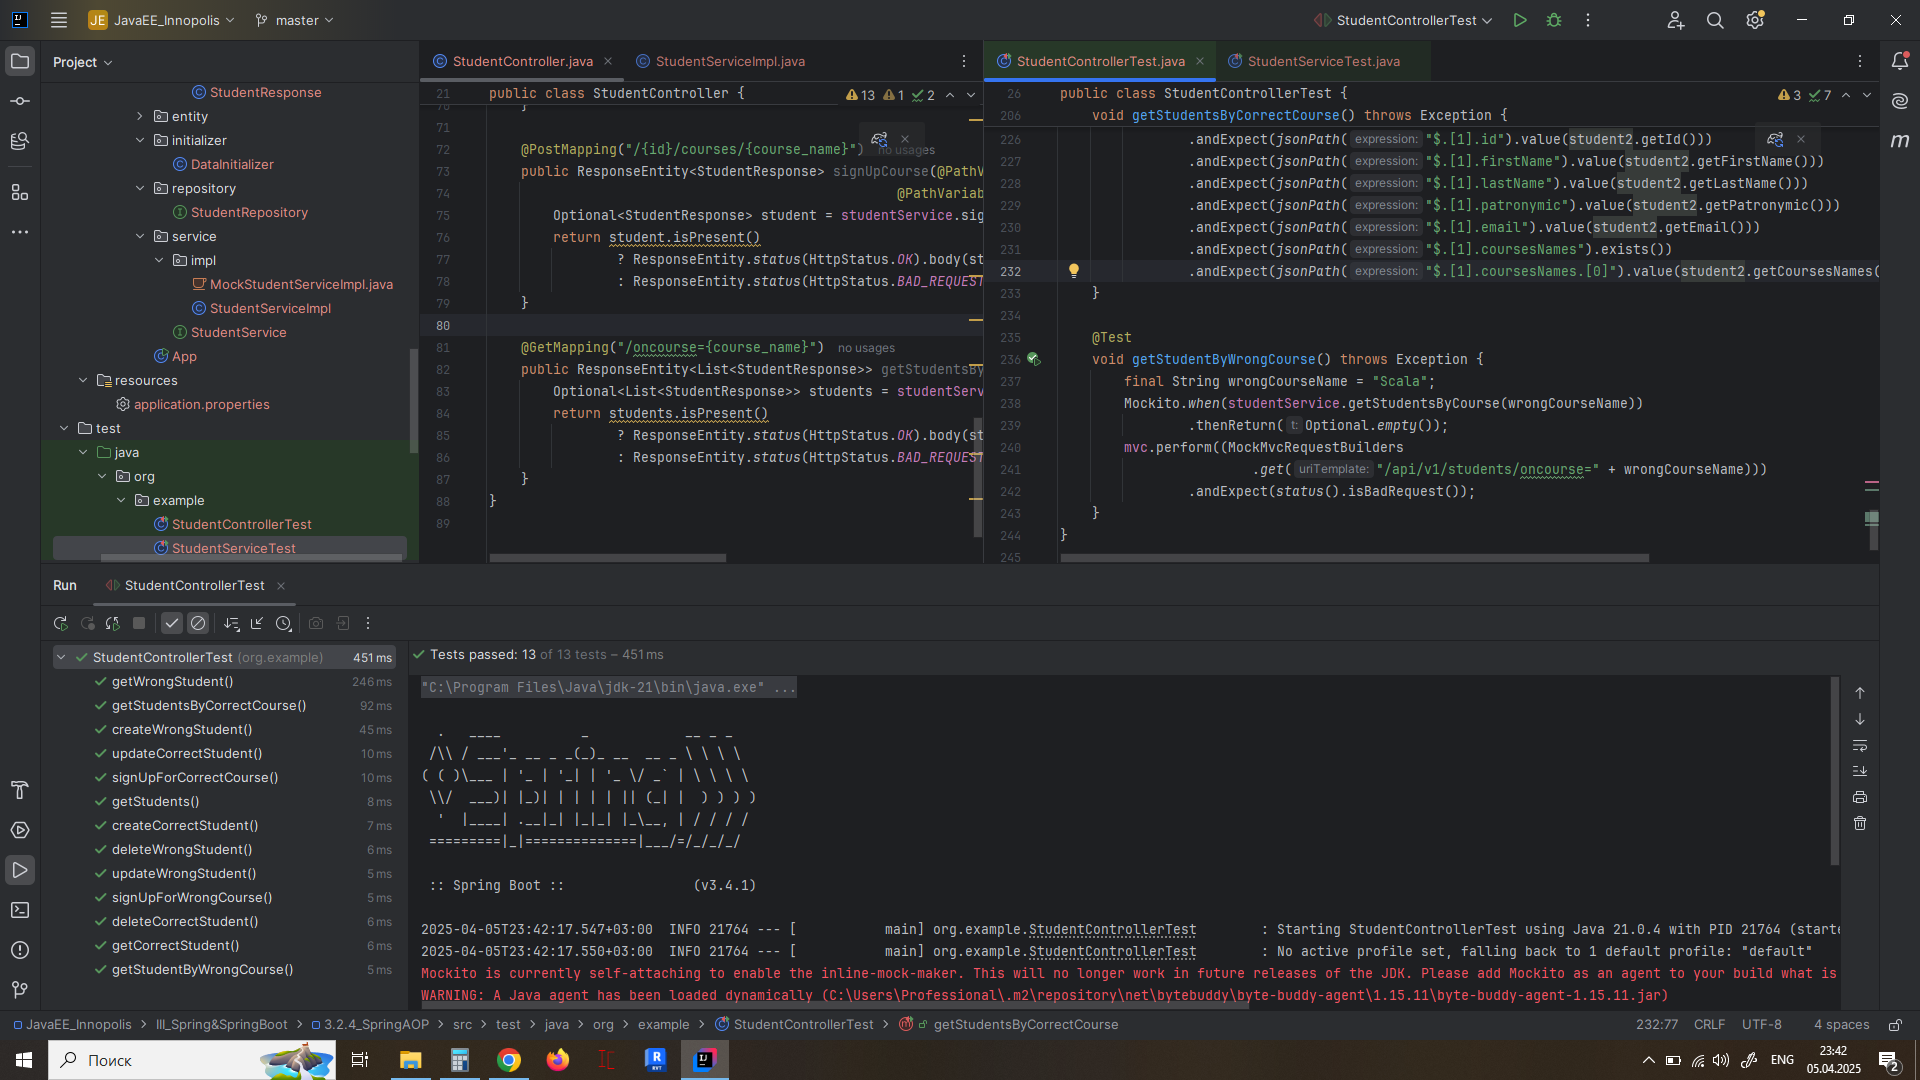 JE JavaEE_Innopolis master StudentControllerTest
Project
StudentResponse
entity
initializer
DataInitializer
repository
StudentRepository
service
impl
MockStudentServiceImpl.java
StudentServiceImpl
StudentService
App
resources
application.properties
test
java
org
example
StudentControllerTest
StudentServiceTest
StudentController.java StudentServiceImpl.java
21 public class StudentController { 13 1 2
70 }
71
72 @PostMapping("/{id}/courses/{course_name}") no usages
73 public ResponseEntity<StudentResponse> signUpCourse(@PathV
74 @PathVariab
75 Optional<StudentResponse> student = studentService.sig
76 return student.isPresent()
77 ? ResponseEntity.status(HttpStatus.OK).body(st
78 : ResponseEntity.status(HttpStatus.BAD_REQUEST
79 }
80
81 @GetMapping("/oncourse={course_name}") no usages
82 public ResponseEntity<List<StudentResponse>> getStudentsBy
83 Optional<List<StudentResponse>> students = studentServ
84 return students.isPresent()
85 ? ResponseEntity.status(HttpStatus.OK).body(st
86 : ResponseEntity.status(HttpStatus.BAD_REQUEST
87 }
88 }
89
StudentControllerTest.java StudentServiceTest.java
26 public class StudentControllerTest { 3 7
206 void getStudentsByCorrectCourse() throws Exception {
226 .andExpect(jsonPath( expression: "$.[1].id").value(student2.getId()))
227 .andExpect(jsonPath( expression: "$.[1].firstName").value(student2.getFirstName()))
228 .andExpect(jsonPath( expression: "$.[1].lastName").value(student2.getLastName()))
229 .andExpect(jsonPath( expression: "$.[1].patronymic").value(student2.getPatronymic()))
230 .andExpect(jsonPath( expression: "$.[1].email").value(student2.getEmail()))
231 .andExpect(jsonPath( expression: "$.[1].coursesNames").exists())
232 .andExpect(jsonPath( expression: "$.[1].coursesNames.[0]").value(student2.getCoursesNames(
233 }
234
235 @Test
236 void getStudentByWrongCourse() throws Exception {
237 final String wrongCourseName = "Scala";
238 Mockito.when(studentService.getStudentsByCourse(wrongCourseName))
239 .thenReturn( t: Optional.empty());
240 mvc.perform((MockMvcRequestBuilders
241 .get( uriTemplate: "/api/v1/students/oncourse=" + wrongCourseName)))
242 .andExpect(status().isBadRequest());
243 }
244 }
245
Run StudentControllerTest
StudentControllerTest (org.example) 451 ms
getWrongStudent() 246 ms
getStudentsByCorrectCourse() 92 ms
createWrongStudent() 45 ms
updateCorrectStudent() 10 ms
signUpForCorrectCourse() 10 ms
getStudents() 8 ms
createCorrectStudent() 7 ms
deleteWrongStudent() 6 ms
updateWrongStudent() 5 ms
signUpForWrongCourse() 5 ms
deleteCorrectStudent() 6 ms
getCorrectStudent() 6 ms
getStudentByWrongCourse() 5 ms
Tests passed: 13 of 13 tests – 451 ms
"C:\Program Files\Java\jdk-21\bin\java.exe" ...
  .   ____          _            __ _ _
 /\\ / ___'_ __ _ _(_)_ __  __ _ \ \ \ \
( ( )\___ | '_ | '_| | '_ \/ _` | \ \ \ \
 \\/  ___)| |_)| | | | | || (_| |  ) ) ) )
  '  |____| .__|_| |_|_| |_\__, | / / / /
 =========|_|==============|___/=/_/_/_/
:: Spring Boot :: (v3.4.1)
2025-04-05T23:42:17.547+03:00 INFO 21764 --- [ main] org.example.StudentControllerTest : Starting StudentControllerTest using Java 21.0.4 with PID 21764 (starte
2025-04-05T23:42:17.550+03:00 INFO 21764 --- [ main] org.example.StudentControllerTest : No active profile set, falling back to 1 default profile: "default"
Mockito is currently self-attaching to enable the inline-mock-maker. This will no longer work in future releases of the JDK. Please add Mockito as an agent to your build what is
WARNING: A Java agent has been loaded dynamically (C:\Users\Professional\.m2\repository\net\bytebuddy\byte-buddy-agent\1.15.11\byte-buddy-agent-1.15.11.jar)
JavaEE_Innopolis > III_Spring&SpringBoot > 3.2.4_SpringAOP > src > test > java > org > example > StudentControllerTest > getStudentsByCorrectCourse 232:77 CRLF UTF-8 4 spaces
Поиск ENG 23:42
05.04.2025 2